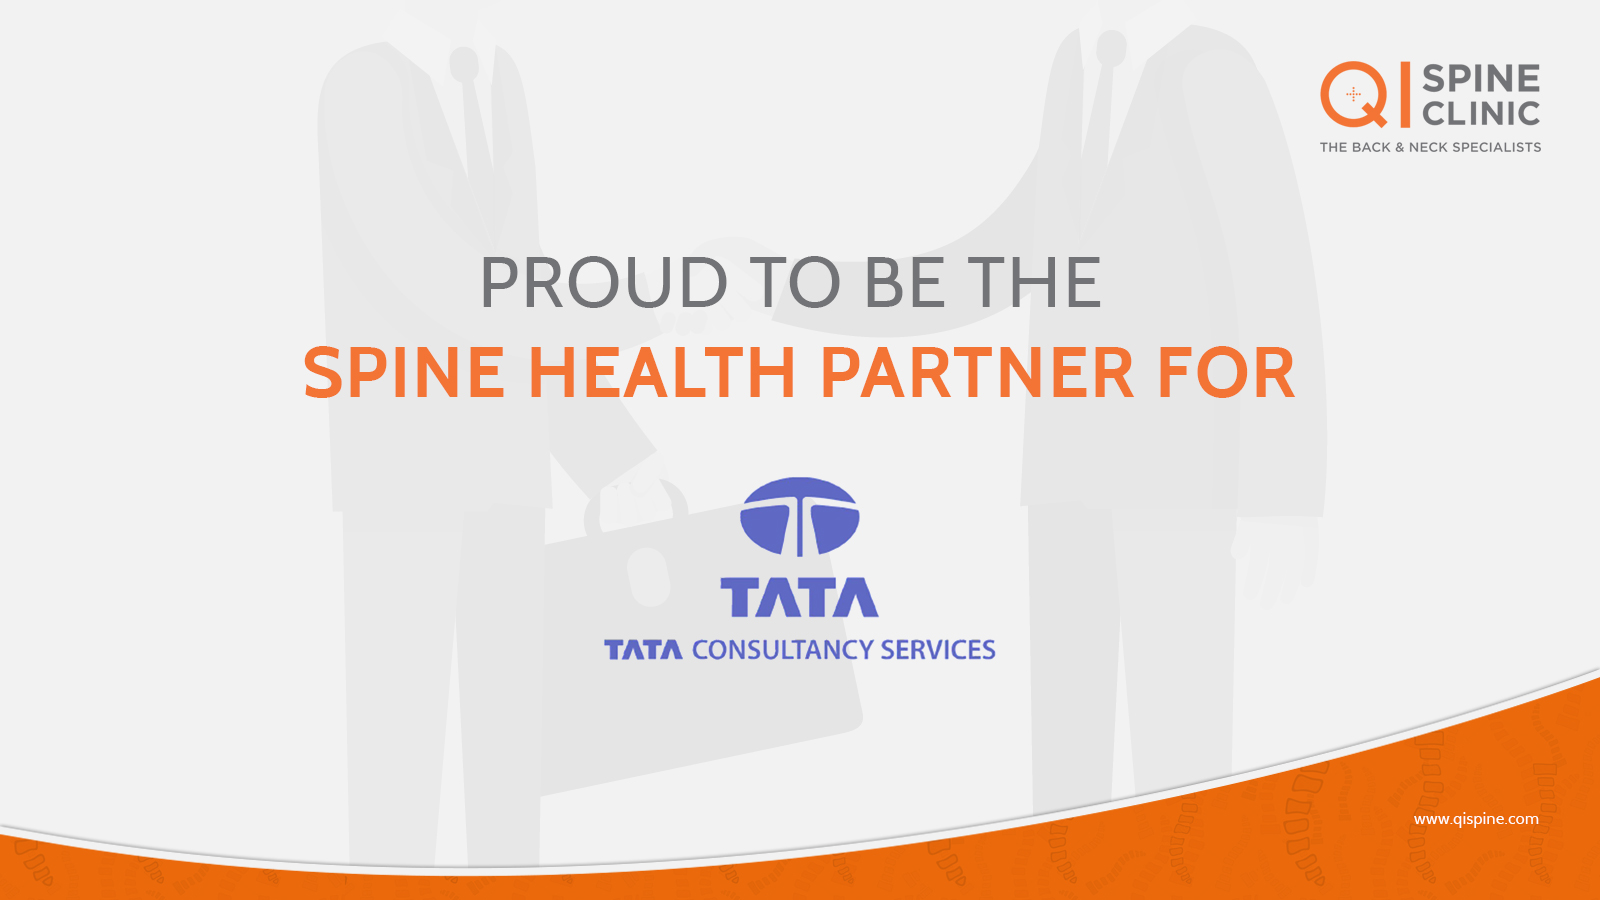 QI SPINE CLINIC
THE BACK & NECK SPECIALISTS
PROUD TO BE THE
SPINE HEALTH PARTNER FOR
TATA
TATA CONSULTANCY SERVICES
www.qispine.com